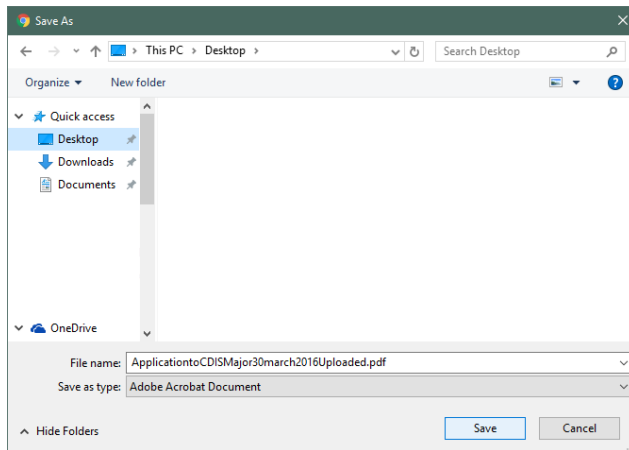 Save As
This PC > Desktop >
Search Desktop
Organize
New folder
Quick access
Desktop
Downloads
Documents
OneDrive
File name: ApplicationtoCDISMajor30march2016Uploaded.pdf
Save as type: Adobe Acrobat Document
Hide Folders
Save
Cancel